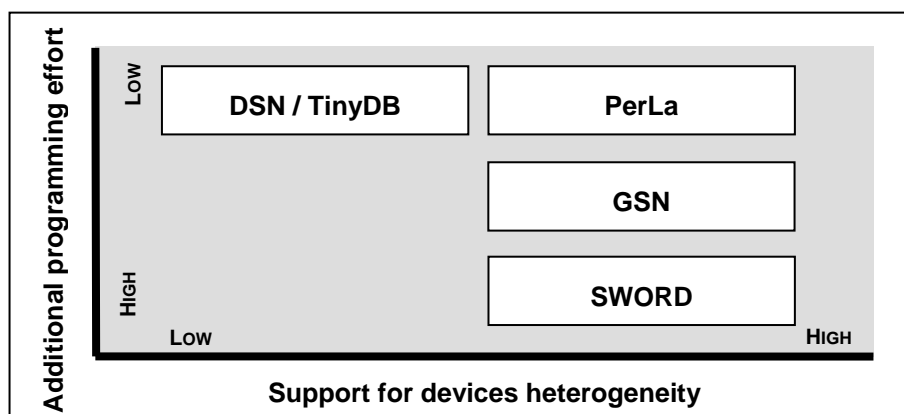 Additional programming effort
LOW
HIGH
DSN / TinyDB
PerLa
GSN
SWORD
LOW
HIGH
Support for devices heterogeneity